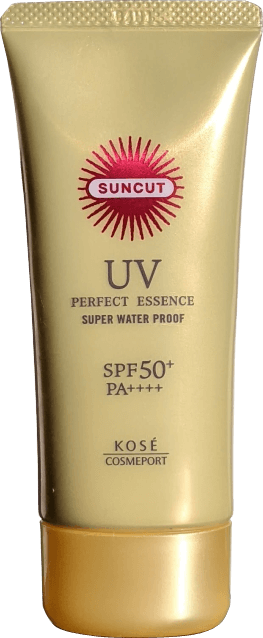 SUNCUT
UV
PERFECT ESSENCE
SUPER WATER PROOF
SPF50+
PA++++
KOSÉ
COSMEPORT